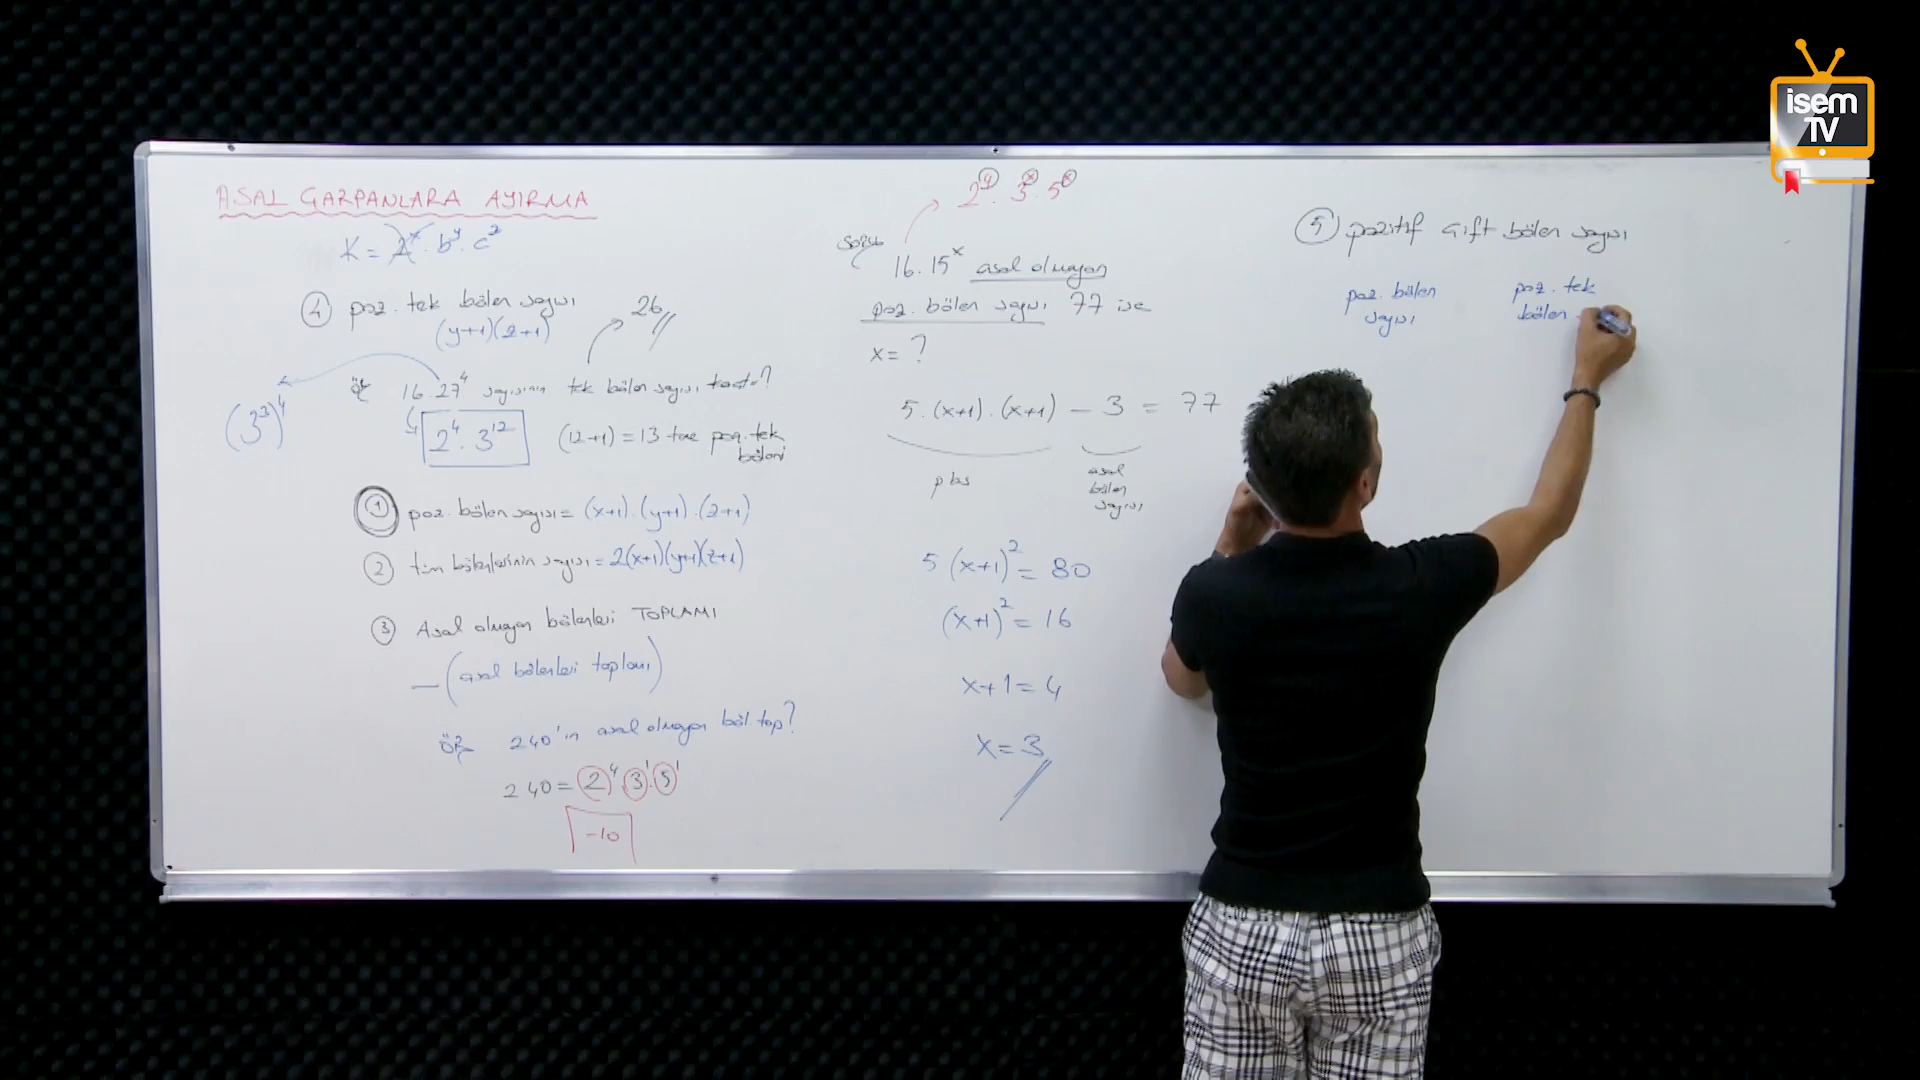 ASAL ÇARPANLARA AYIRMA
K = 2^x . b^y . c^z
④ poz. tek bölen sayısı
(y+1)(z+1)
26
ör 16.27^4 sayısının tek bölen sayısı kaçtır?
(3^3)^4
2^4 . 3^12
(12+1) = 13 tane poz. tek
böleni
① poz. bölen sayısı = (x+1).(y+1).(z+1)
② tüm bölenlerinin sayısı = 2(x+1)(y+1)(z+1)
③ Asal olmayan bölenleri TOPLAMI
— (asal bölenleri toplamı)
ÖR 240'ın asal olmayan böl. top?
240 = 2^4 . 3^1 . 5^1
-10
2^4 . 3^x . 5^x
soru
16.15^x asal olmayan
poz. bölen sayısı 77 ise
x = ?
5.(x+1).(x+1) – 3 = 77
pbs
asal
bölen
sayısı
5(x+1)^2 = 80
(x+1)^2 = 16
x+1 = 4
x = 3
⑤ pozitif çift bölen sayısı
poz. bölen
sayısı
poz. tek
bölen
isem
TV